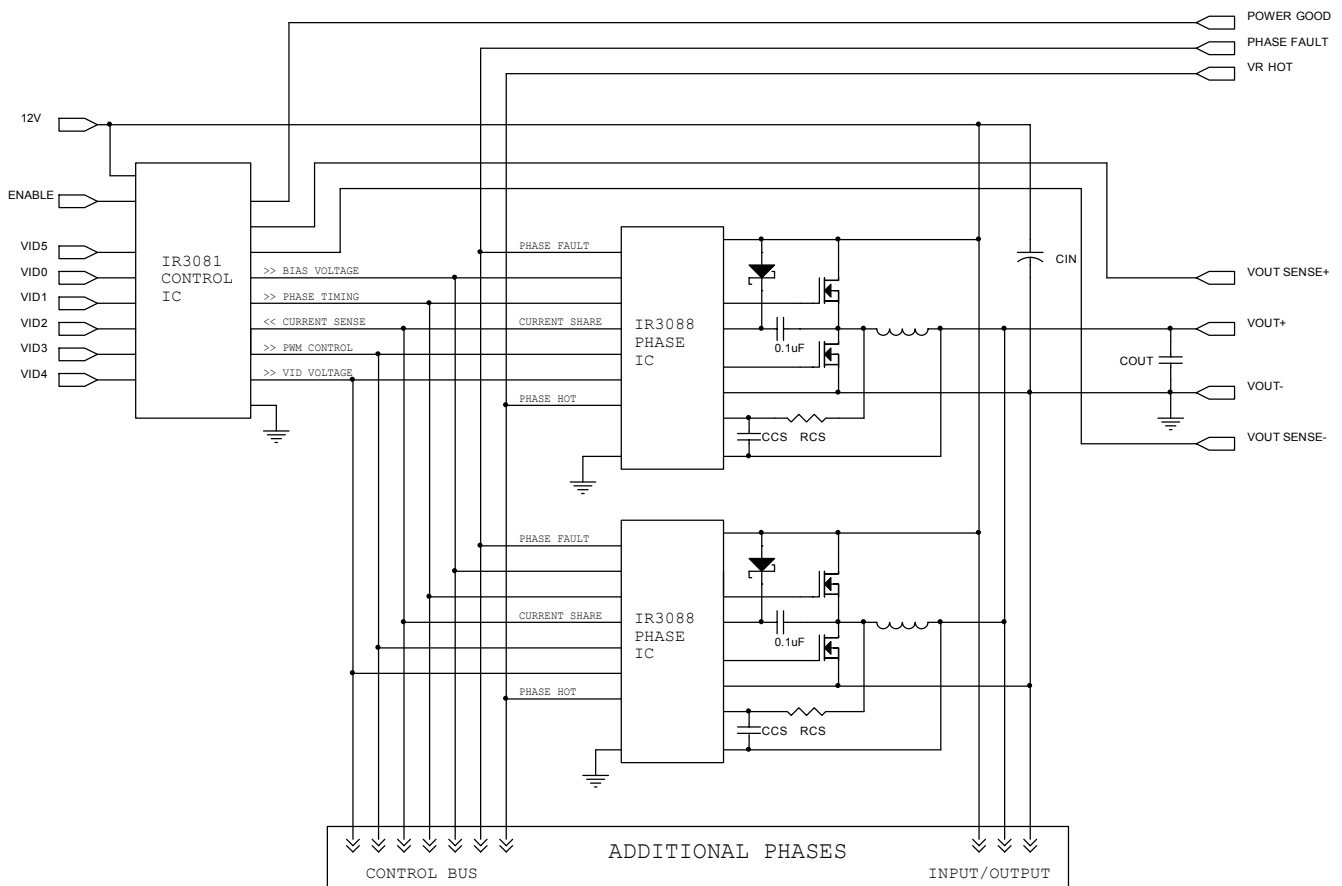 POWER GOOD
PHASE FAULT
VR HOT
12V
ENABLE
VID5
VID0
VID1
VID2
VID3
VID4
IR3081
CONTROL
IC
>> BIAS VOLTAGE
>> PHASE TIMING
<< CURRENT SENSE
>> PWM CONTROL
>> VID VOLTAGE
PHASE FAULT
CURRENT SHARE
PHASE HOT
IR3088
PHASE
IC
0.1uF
CCS RCS
CIN
COUT
VOUT SENSE+
VOUT+
VOUT-
VOUT SENSE-
PHASE FAULT
CURRENT SHARE
PHASE HOT
IR3088
PHASE
IC
0.1uF
CCS RCS
ADDITIONAL PHASES
CONTROL BUS
INPUT/OUTPUT